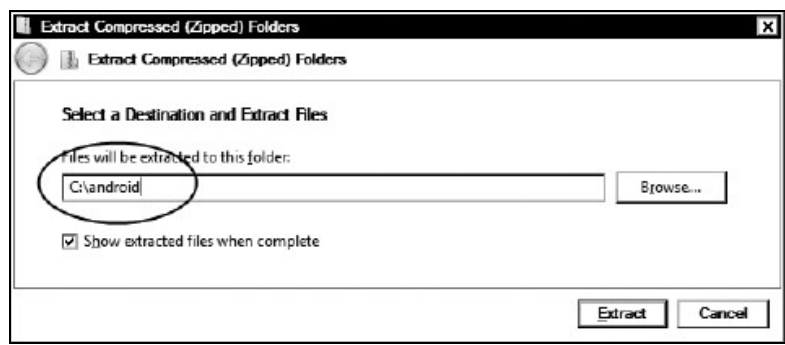 Extract Compressed (Zipped) Folders
Extract Compressed (Zipped) Folders
Select a Destination and Extract Files
Files will be extracted to this folder:
C:\android
Browse...
Show extracted files when complete
Extract Cancel